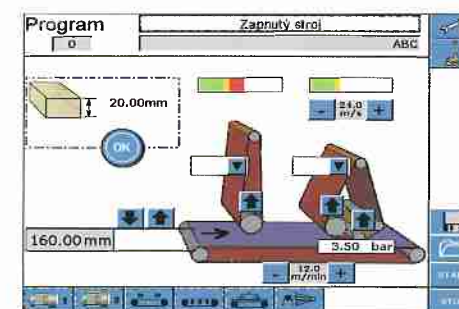 Program
Zapnutý stroj
0
ABC
20.00mm
24.0
m/s
- +
OK
160.00 mm
3.50 bar
12.0
m/min
- +
1